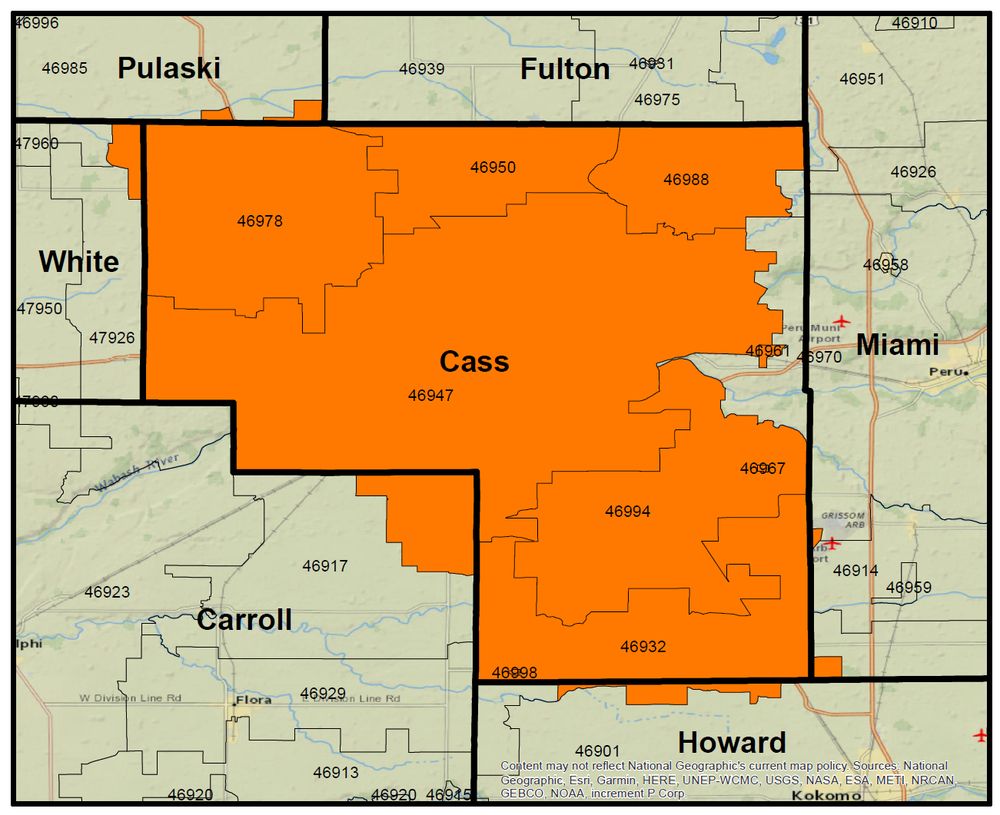 46996
31
46910
46985
Pulaski
46939
Fulton
46931
46951
46975
47960
46950
46988
46926
46978
White
46958
47950
47926
Peru Muni
Airport
Miami
46961
46970
Cass
Peru
46947
Wabash River
46967
46994
GRISSOM
ARB
Arb
ort
46917
46914
46923
46959
Carroll
lphi
46932
46998
W Division Line Rd
Flora
46929
E Division Line Rd
Howard
46901
46913
Content may not reflect National Geographic's current map policy. Sources: National
Geographic, Esri, Garmin, HERE, UNEP-WCMC, USGS, NASA, ESA, METI, NRCAN,
GEBCO, NOAA, increment P Corp.
46920
46920
46915
Kokomo